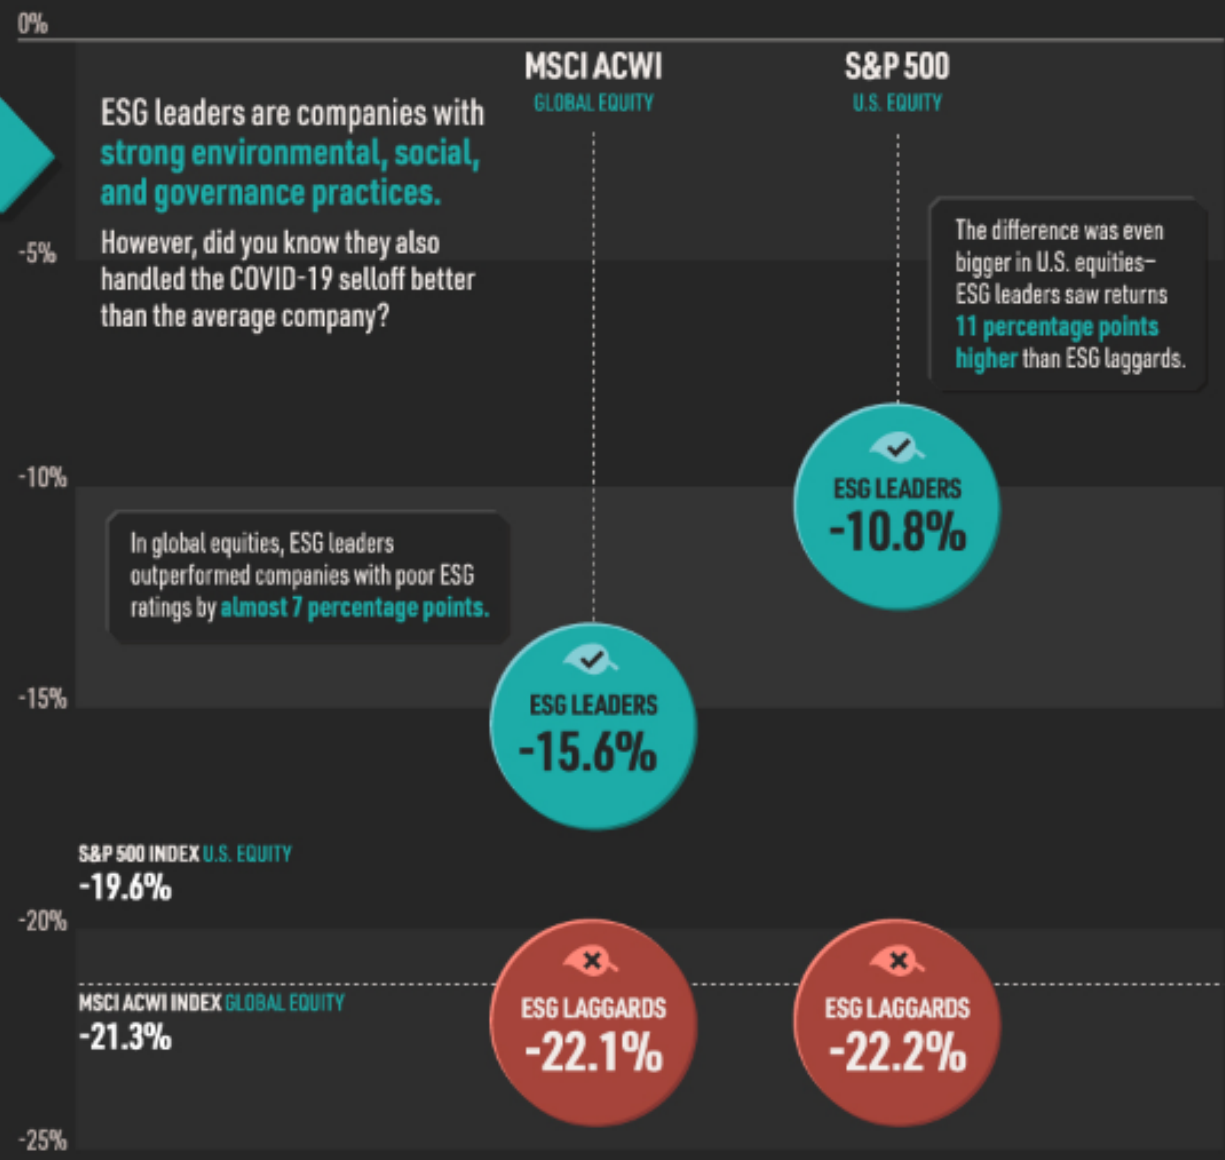 0%
MSCI ACWI
GLOBAL EQUITY
S&P 500
U.S. EQUITY
ESG leaders are companies with
strong environmental, social,
and governance practices.
However, did you know they also
handled the COVID-19 selloff better
than the average company?
-5%
The difference was even
bigger in U.S. equities–
ESG leaders saw returns
11 percentage points
higher than ESG laggards.
-10%
ESG LEADERS
-10.8%
In global equities, ESG leaders
outperformed companies with poor ESG
ratings by almost 7 percentage points.
-15%
ESG LEADERS
-15.6%
S&P 500 INDEX U.S. EQUITY
-19.6%
-20%
MSCI ACWI INDEX GLOBAL EQUITY
-21.3%
ESG LAGGARDS
-22.1%
ESG LAGGARDS
-22.2%
-25%